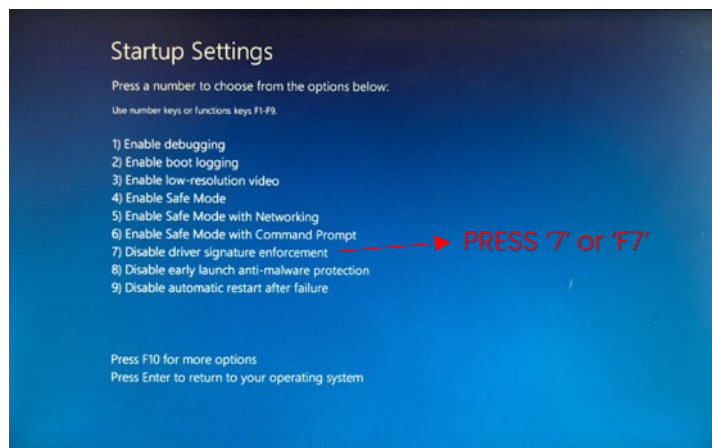 Startup Settings
Press a number to choose from the options below:
Use number keys or functions keys F1-F9.
1) Enable debugging
2) Enable boot logging
3) Enable low-resolution video
4) Enable Safe Mode
5) Enable Safe Mode with Networking
6) Enable Safe Mode with Command Prompt
7) Disable driver signature enforcement
PRESS '7' or 'F7'
8) Disable early launch anti-malware protection
9) Disable automatic restart after failure
Press F10 for more options
Press Enter to return to your operating system